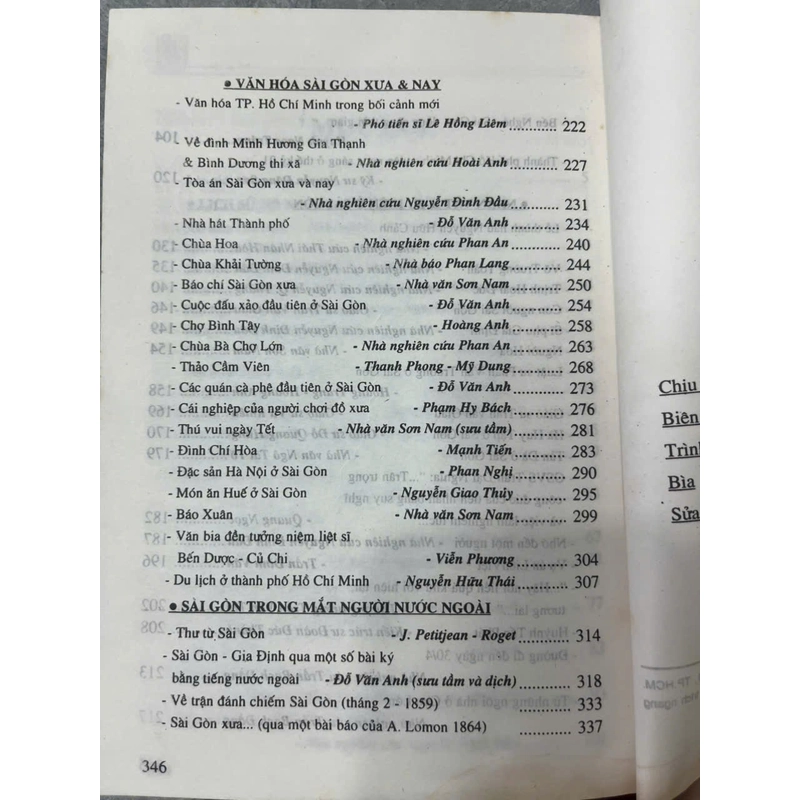 • VĂN HÓA SÀI GÒN XƯA & NAY
- Văn hóa TP. Hồ Chí Minh trong bối cảnh mới
- Phó tiến sĩ Lê Hồng Liêm............ 222
- Về đình Minh Hương Gia Thạnh
& Bình Dương thi xã - Nhà nghiên cứu Hoài Anh............ 227
- Tòa án Sài Gòn xưa và nay
- Nhà nghiên cứu Nguyễn Đình Đầu............ 231
- Nhà hát Thành phố - Đỗ Văn Anh............ 234
- Chùa Hoa - Nhà nghiên cứu Phan An............ 240
- Chùa Khải Tường - Nhà báo Phan Lang............ 244
- Báo chí Sài Gòn xưa - Nhà văn Sơn Nam............ 250
- Cuộc đấu xảo đầu tiên ở Sài Gòn - Đỗ Văn Anh............ 254
- Chợ Bình Tây - Hoàng Anh............ 258
- Chùa Bà Chợ Lớn - Nhà nghiên cứu Phan An............ 263
- Thảo Cầm Viên - Thanh Phong - Mỹ Dung............ 268
- Các quán cà phê đầu tiên ở Sài Gòn - Đỗ Văn Anh............ 273
- Cái nghiệp của người chơi đồ xưa - Phạm Hy Bách............ 276
- Thú vui ngày Tết - Nhà văn Sơn Nam (sưu tầm)............ 281
- Đình Chí Hòa - Mạnh Tiến............ 283
- Đặc sản Hà Nội ở Sài Gòn - Phan Nghị............ 290
- Món ăn Huế ở Sài Gòn - Nguyễn Giao Thủy............ 295
- Báo Xuân - Nhà văn Sơn Nam............ 299
- Văn bia đền tưởng niệm liệt sĩ
Bến Dược - Củ Chi - Viễn Phương............ 304
- Du lịch ở thành phố Hồ Chí Minh - Nguyễn Hữu Thái............ 307
• SÀI GÒN TRONG MẮT NGƯỜI NƯỚC NGOÀI
- Thư từ Sài Gòn - J. Petitjean - Roget............ 314
- Sài Gòn - Gia Định qua một số bài ký
bằng tiếng nước ngoài - Đỗ Văn Anh (sưu tầm và dịch)............ 318
- Về trận đánh chiếm Sài Gòn (tháng 2 - 1859)............ 333
- Sài Gòn xưa... (qua một bài báo của A. Lomon 1864)............ 337
346
Chiu
Biên
Trình
Bìa
Sửa